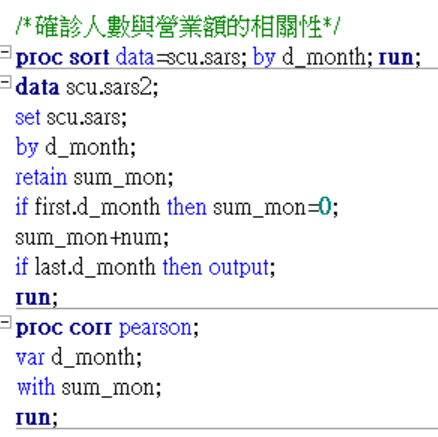 /*確診人數與營業額的相關性*/
proc sort data=scu.sars; by d_month; run;
data scu.sars2;
set scu.sars;
by d_month;
retain sum_mon;
if first.d_month then sum_mon=0;
sum_mon+num;
if last.d_month then output;
run;
proc corr pearson;
var d_month;
with sum_mon;
run;